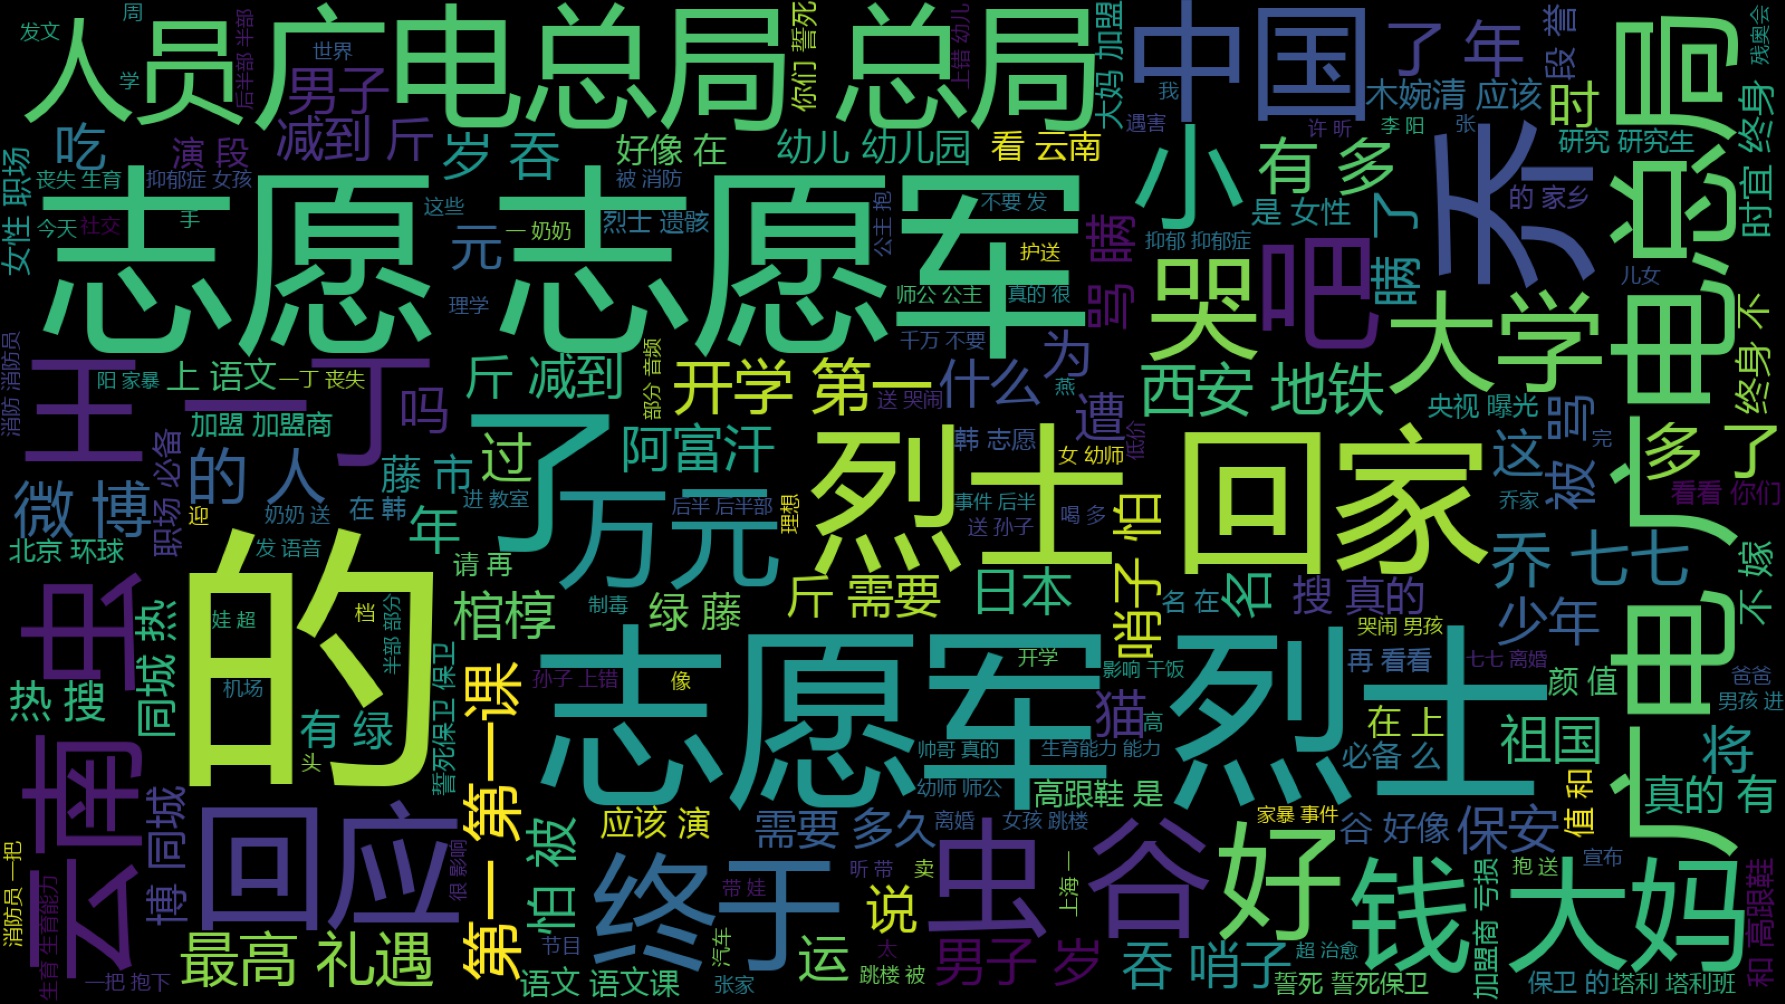 发文
周
学
后半部 半部
世界
人员
广电总局
总局
你们 誓死
上错 幼儿
大妈 加盟
中国
了 年
段 誉
残奥会
男子
减到 斤
我
遇害
木婉清 应该
时
许 昕
李 阳
张
研究 研究生
终身
时宜
吃
演 段
岁 吞
好像 在
幼儿 幼儿园
看 云南
小
有 多
天
的 家乡
女性 职场
丧失 生育
抑郁症 女孩
被 消防
今天
社交
手
这些
元
一 奶奶
烈士 遗骸
公主 抱
不要 发
护送
骂 瞒
是 女性
抑郁 抑郁症
瞒 了
儿女
志愿
志愿军
理学
师公 公主
真的 很
哭
吧
大学
广电总局
终身 不
消防 消防员
千万 不要
王一丁
阳 家暴
上 语文
一丁 丧失
加盟 加盟商
吗
斤 减到
部分 音频
开学 第一
送 哭闹
什么
为
燕
遭
西安 地铁
央视 曝光
骂
被
完
多 了
看看 你们
职场 必备
微 博
的 人
迎
奶奶 送
藤 市
过
在 韩
年
进 教室
了
阿富汗
万元
后半 后半部
理想
烈士
回家
韩 志愿
女 幼师
低价
事件 后半
送 孙子
喝 多
怕
哨子
这
乔家
乔 七七
嫁
不
北京 环球
发 语音
请 再
虫
云南
热 搜
同城 热
的
娃 超
机场
有 绿
头
档
半部 部分
誓死保卫 保卫
棺椁
制毒
绿 藤
斤 需要
日本
名 在
名
搜 真的
少年
哭闹 男孩
第一 第一课
孙子 上错
像
开学
影响 干饭
志愿军
烈士
猫
高
再 看看
七七 离婚
颜 值
在 上
必备 么
祖国
爸爸
男孩 进
将
真的 有
帅哥 真的
生育能力 能力
幼师 师公
高跟鞋 是
家暴 事件
值 和
博 同城
回应
很 影响
怕 被
应该 演
需要 多久
离婚
女孩 跳楼
谷 好像
保安
宣布
消防员 一把
生育 生育能力
一把 抱下
最高 礼遇
节目
终于
汽车
带 娃
昕 带
卖
说
太
虫谷
上海 一
好
钱
加盟商 亏损
抱 送
大妈
和 高跟鞋
语文 语文课
张家
运
跳楼 被
男子 岁
吞 哨子
超 治愈
誓死 誓死保卫
保卫 的
塔利 塔利班